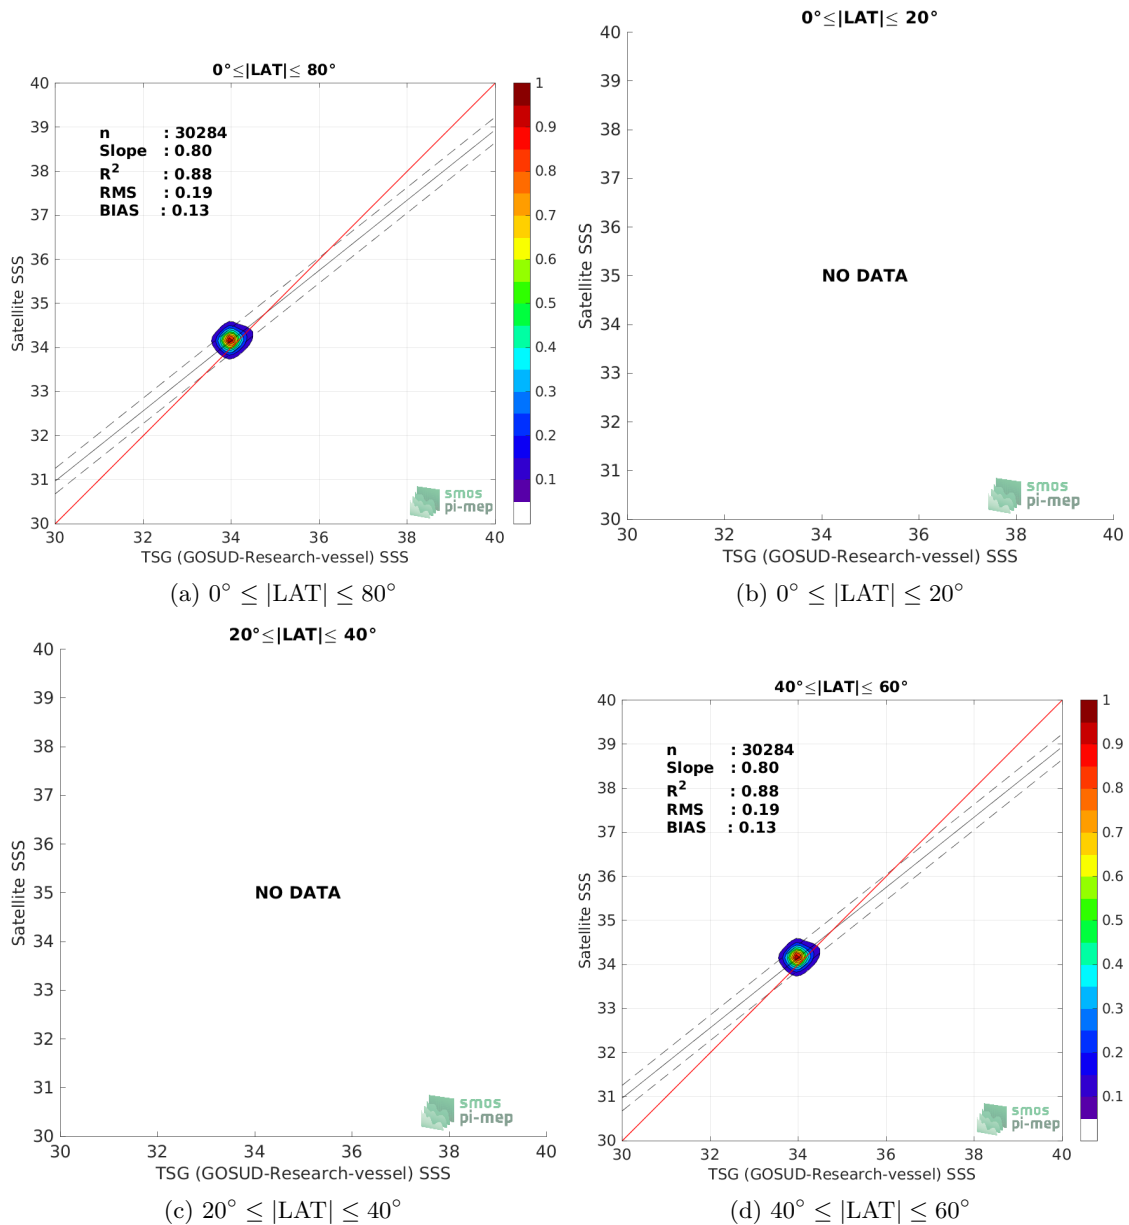 0°≤|LAT|≤ 80°
40
39
38
37
36
35
34
33
32
31
30
n : 30284
Slope : 0.80
R² : 0.88
RMS : 0.19
BIAS : 0.13
Satellite SSS
smos
pi-mep
30 32 34 36 38 40
TSG (GOSUD-Research-vessel) SSS
1
0.9
0.8
0.7
0.6
0.5
0.4
0.3
0.2
0.1
(a) 0° ≤ |LAT| ≤ 80°
0°≤|LAT|≤ 20°
40
39
38
37
36
35
34
33
32
31
30
Satellite SSS
NO DATA
smos
pi-mep
30 32 34 36 38 40
TSG (GOSUD-Research-vessel) SSS
(b) 0° ≤ |LAT| ≤ 20°
20°≤|LAT|≤ 40°
40
39
38
37
36
35
34
33
32
31
30
Satellite SSS
NO DATA
smos
pi-mep
30 32 34 36 38 40
TSG (GOSUD-Research-vessel) SSS
(c) 20° ≤ |LAT| ≤ 40°
40°≤|LAT|≤ 60°
40
39
38
37
36
35
34
33
32
31
30
n : 30284
Slope : 0.80
R² : 0.88
RMS : 0.19
BIAS : 0.13
Satellite SSS
smos
pi-mep
30 32 34 36 38 40
TSG (GOSUD-Research-vessel) SSS
1
0.9
0.8
0.7
0.6
0.5
0.4
0.3
0.2
0.1
(d) 40° ≤ |LAT| ≤ 60°